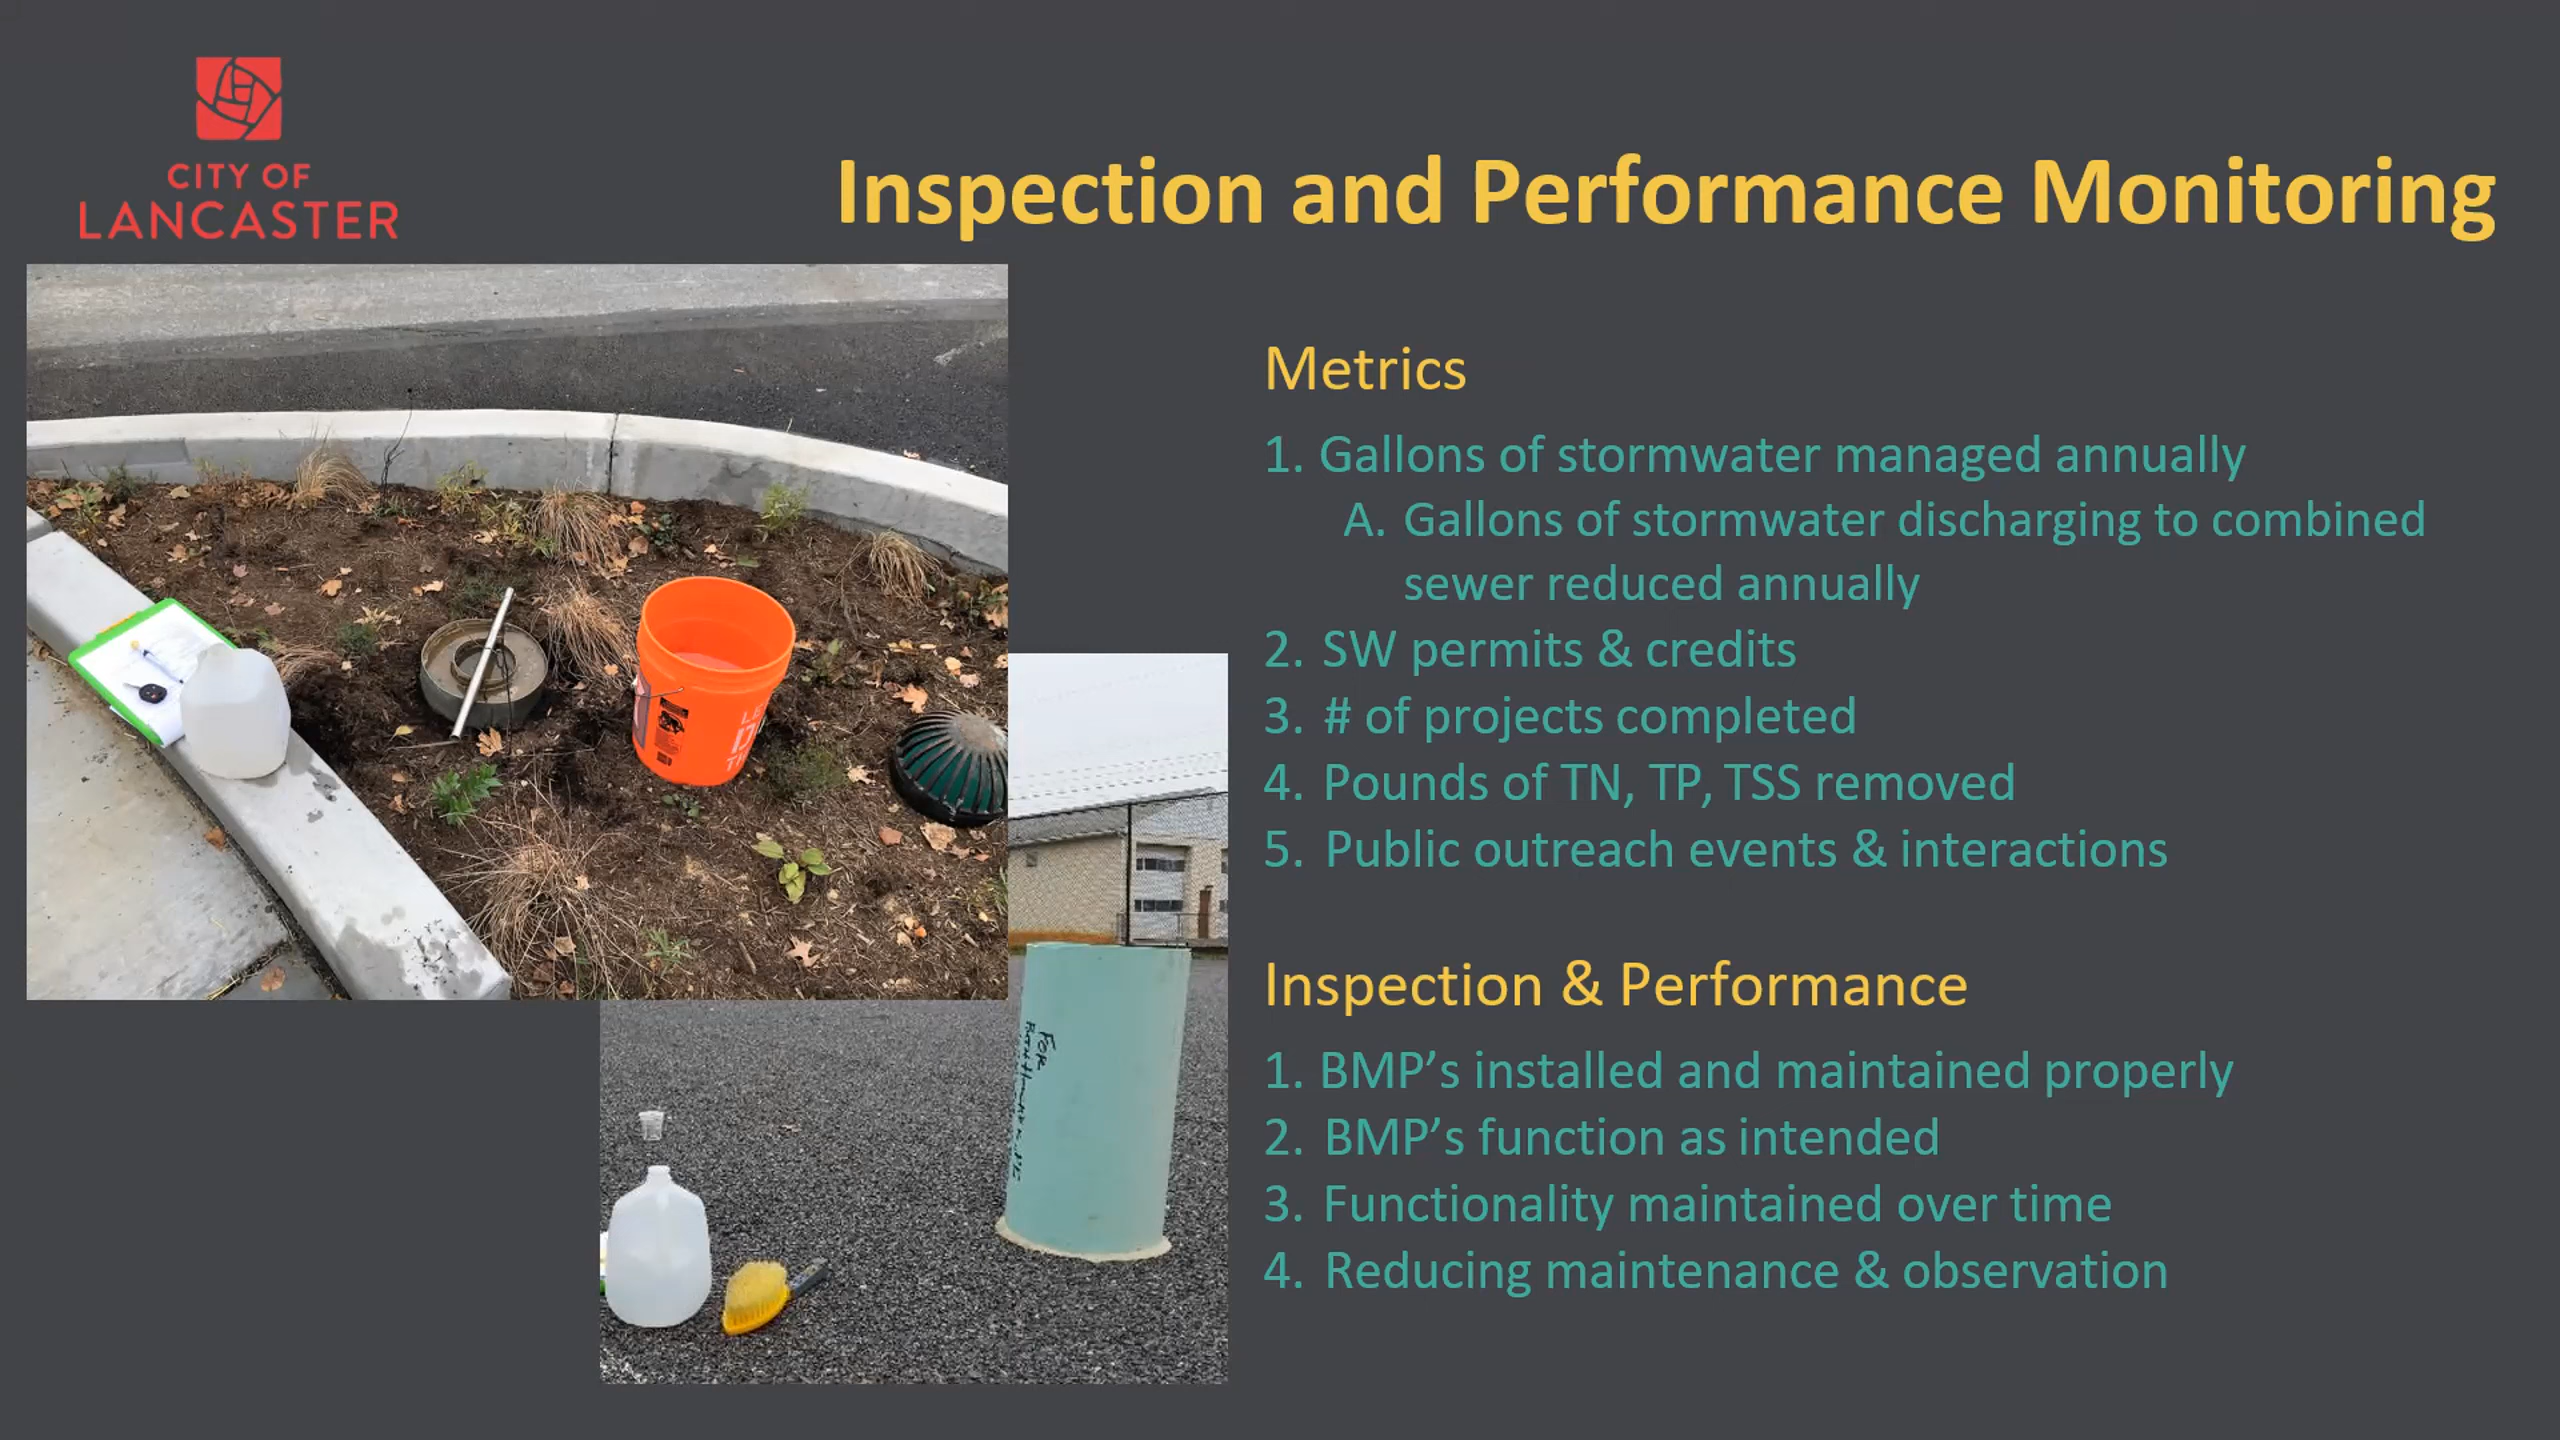 CITY OF
LANCASTER
Inspection and Performance Monitoring
Metrics
1. Gallons of stormwater managed annually
A. Gallons of stormwater discharging to combined
sewer reduced annually
2. SW permits & credits
3. # of projects completed
4. Pounds of TN, TP, TSS removed
5. Public outreach events & interactions
Inspection & Performance
1. BMP’s installed and maintained properly
2. BMP’s function as intended
3. Functionality maintained over time
4. Reducing maintenance & observation
FOR